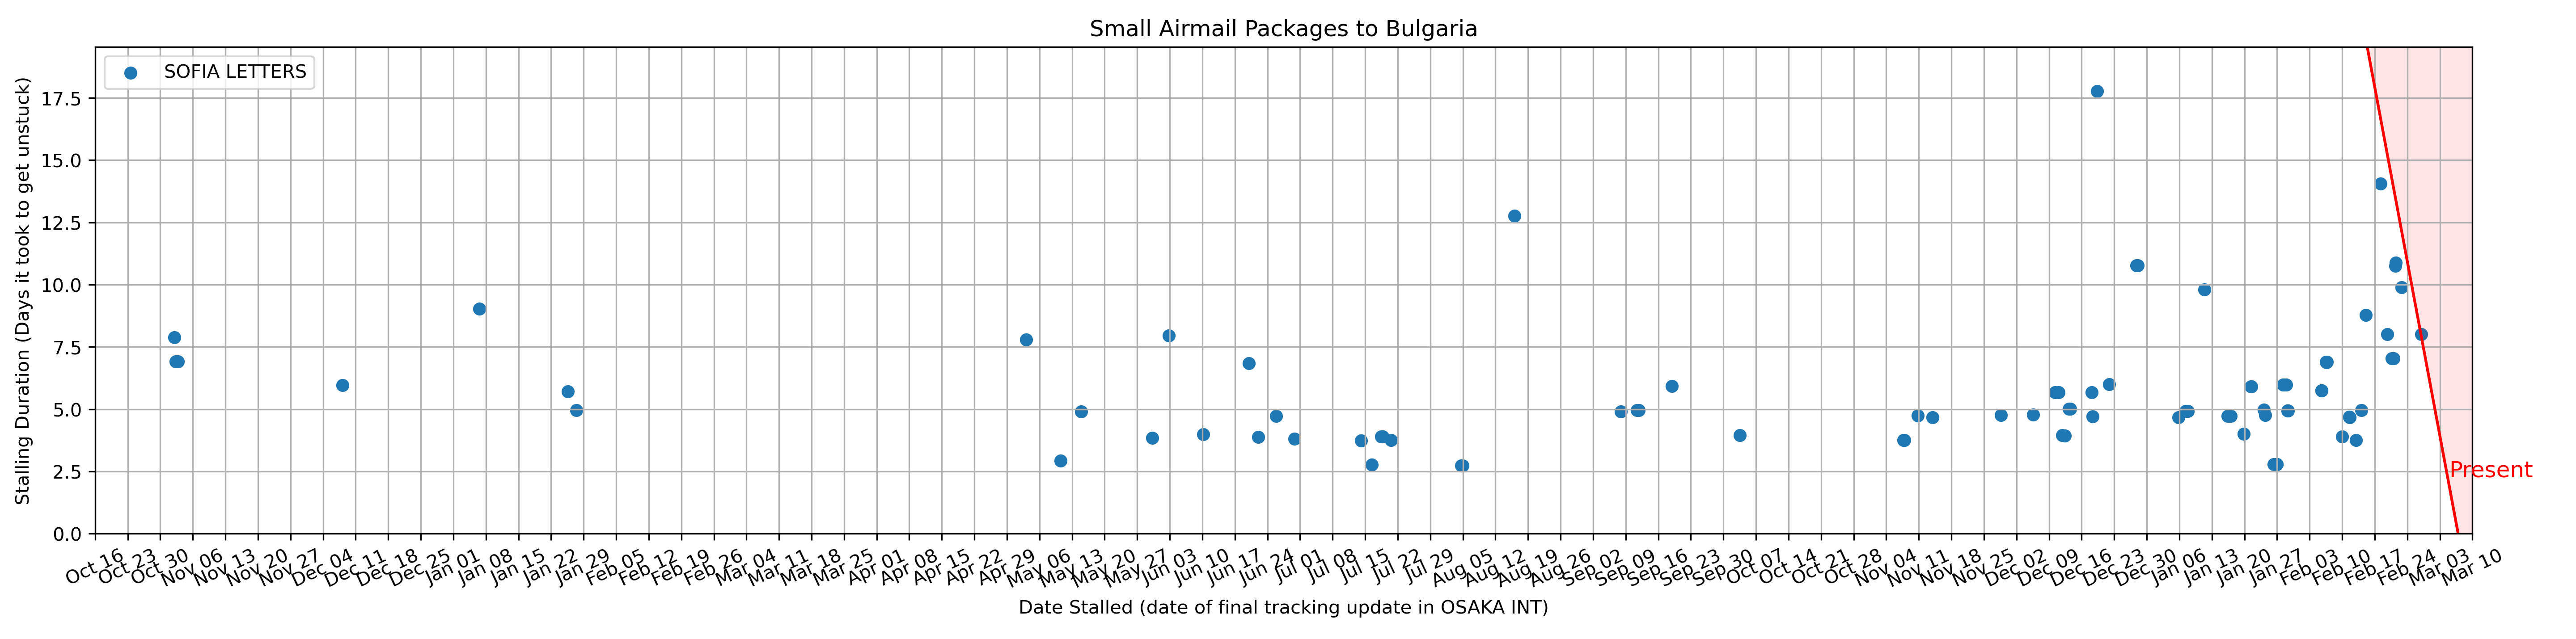 Small Airmail Packages to Bulgaria
SOFIA LETTERS
Stalling Duration (Days it took to get unstuck)
17.5
15.0
12.5
10.0
7.5
5.0
2.5
0.0
Present
Oct 16
Oct 23
Oct 30
Nov 06
Nov 13
Nov 20
Nov 27
Dec 04
Dec 11
Dec 18
Dec 25
Jan 01
Jan 08
Jan 15
Jan 22
Jan 29
Feb 05
Feb 12
Feb 19
Feb 26
Mar 04
Mar 11
Mar 18
Mar 25
Apr 01
Apr 08
Apr 15
Apr 22
Apr 29
May 06
May 13
May 20
May 27
Jun 03
Jun 10
Jun 17
Jun 24
Jul 01
Jul 08
Jul 15
Jul 22
Jul 29
Aug 05
Aug 12
Aug 19
Aug 26
Sep 02
Sep 09
Sep 16
Sep 23
Sep 30
Oct 07
Oct 14
Oct 21
Oct 28
Nov 04
Nov 11
Nov 18
Nov 25
Dec 02
Dec 09
Dec 16
Dec 23
Dec 30
Jan 06
Jan 13
Jan 20
Jan 27
Feb 03
Feb 10
Feb 17
Feb 24
Mar 03
Mar 10
Date Stalled (date of final tracking update in OSAKA INT)